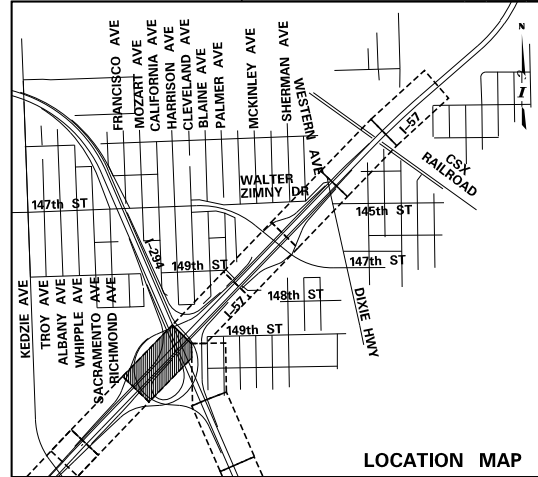 FRANCISCO AVE
MOZART AVE
CALIFORNIA AVE
HARRISON AVE
CLEVELAND AVE
BLAINE AVE
PALMER AVE
MCKINLEY AVE
SHERMAN AVE
WESTERN AVE
N
I-57
CSX
RAILROAD
WALTER
ZIMNY DR
147th ST
145th ST
I-294
149th ST
147th ST
I-57
148th ST
149th ST
DIXIE HWY
KEDZIE AVE
TROY AVE
ALBANY AVE
WHIPPLE AVE
SACRAMENTO AVE
RICHMOND AVE
LOCATION MAP